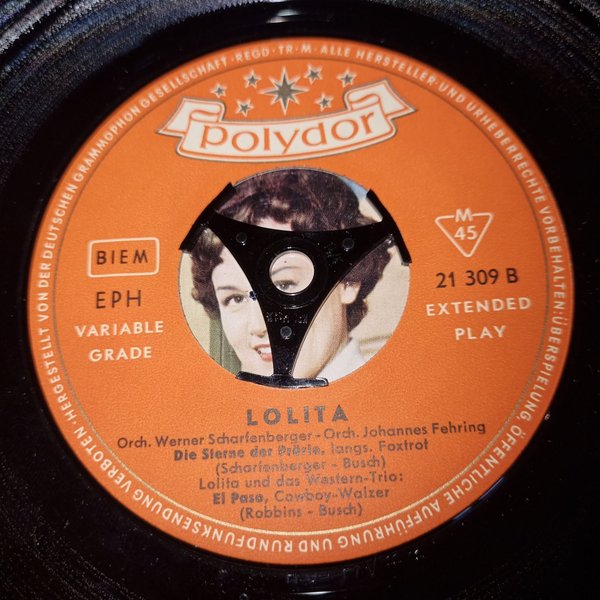 HERGESTELLT VON DER DEUTSCHEN GRAMMOPHON GESELLSCHAFT · REGD · TR · M · ALLE HERSTELLER- UND URHEBERRECHTE VORBEHALTEN: ÜBERSPIELUNG, ÖFFENTLICHE AUFFÜHRUNG UND RUNDFUNKSENDUNG VERBOTEN ·
Polydor
BIEM
M
45
EPH
21 309 B
VARIABLE
GRADE
EXTENDED
PLAY
LOLITA
Orch. Werner Scharfenberger - Orch. Johannes Fehring
Die Sterne der Prärie, langs. Foxtrot
(Scharfenberger - Busch)
Lolita und das Western-Trio:
El Paso, Cowboy-Walzer
(Robbins - Busch)